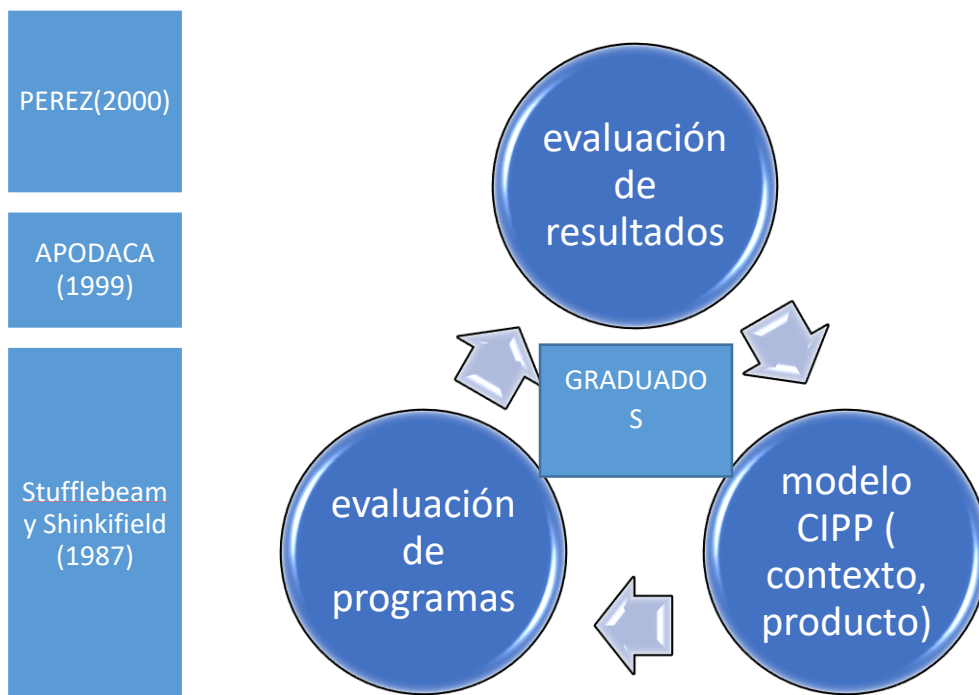 PEREZ(2000)
APODACA
(1999)
Stufflebeam
y Shinkifield
(1987)
evaluación
de
resultados
GRADUADO
S
evaluación
de
programas
modelo
CIPP (
contexto,
producto)